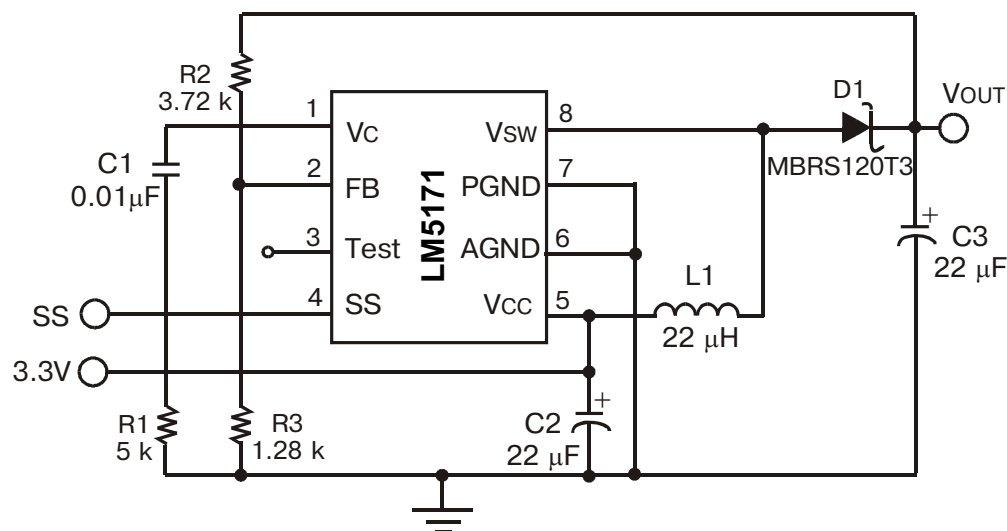 R2
3.72 k
1
VC
C1
0.01µF
2
FB
3
Test
4
SS
LM5171
8
VSW
7
PGND
6
AGND
5
VCC
D1
MBRS120T3
VOUT
+
C3
22 µF
L1
22 µH
SS
3.3V
R1
5 k
R3
1.28 k
+
C2
22 µF